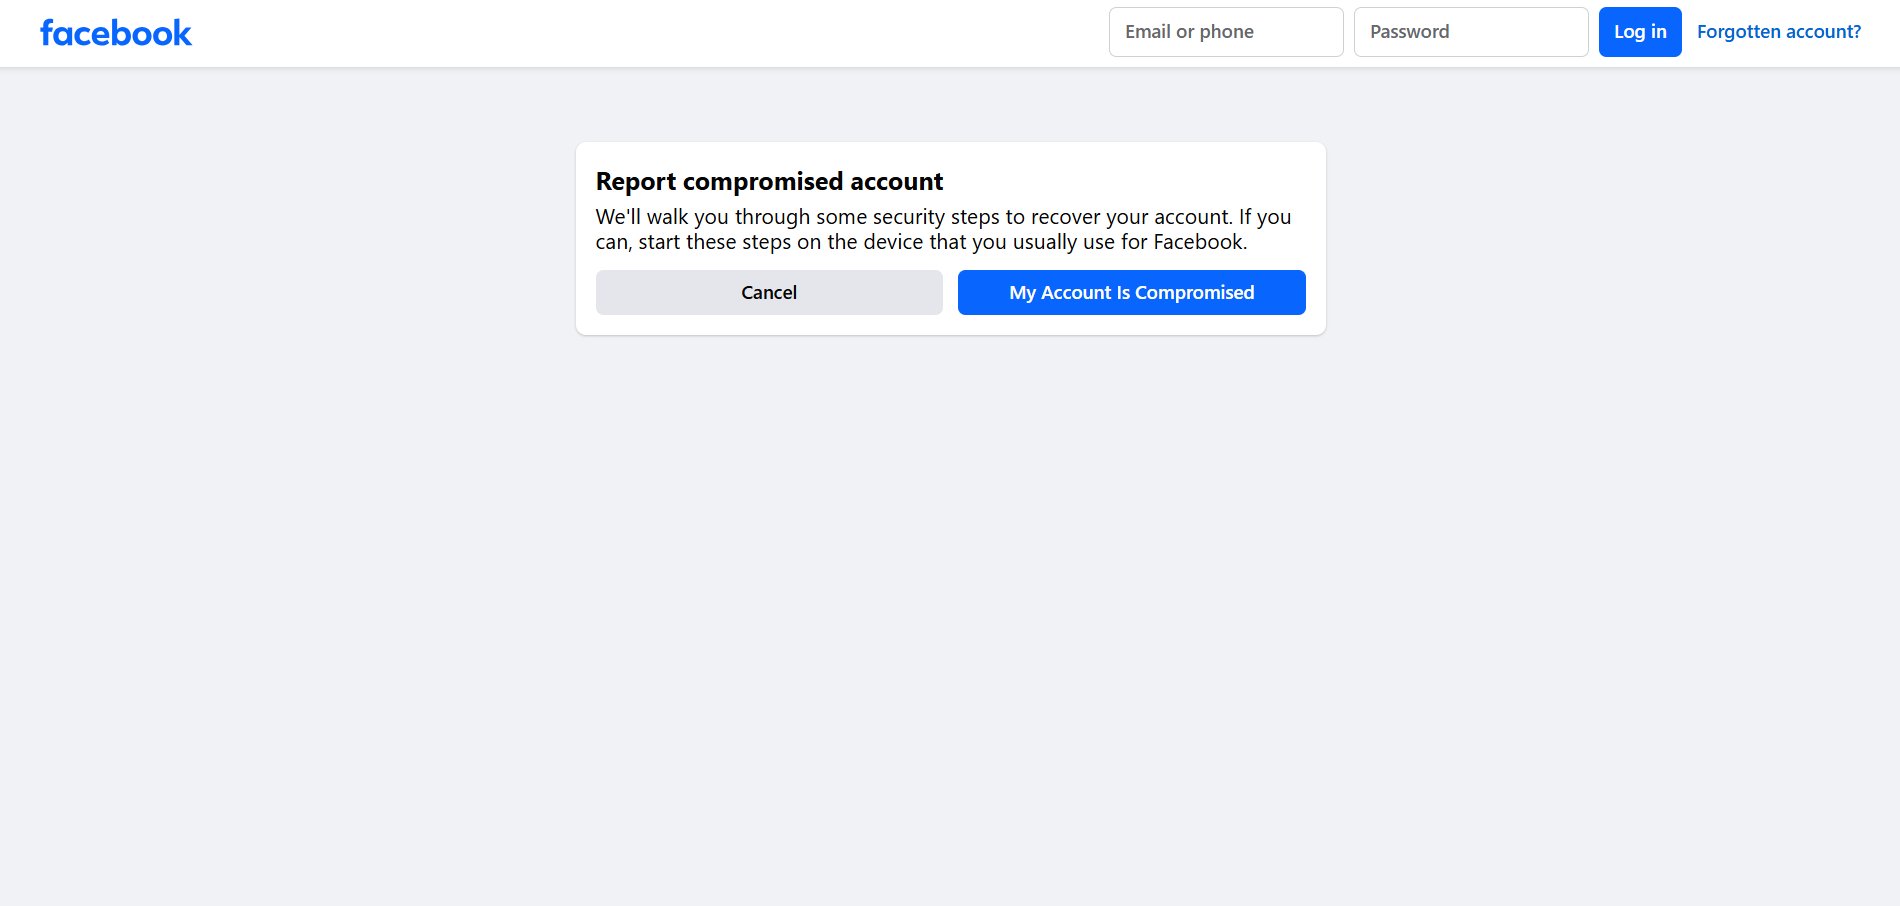 facebook
Email or phone
Password
Log in
Forgotten account?
Report compromised account
We'll walk you through some security steps to recover your account. If you
can, start these steps on the device that you usually use for Facebook.
Cancel
My Account Is Compromised